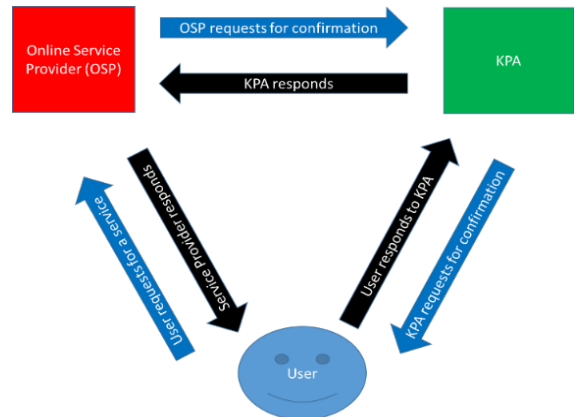 OSP requests for confirmation
Online Service
Provider (OSP)
KPA
KPA responds
User requests for a service
Service Provider responds
User responds to KPA
KPA requests for confirmation
User